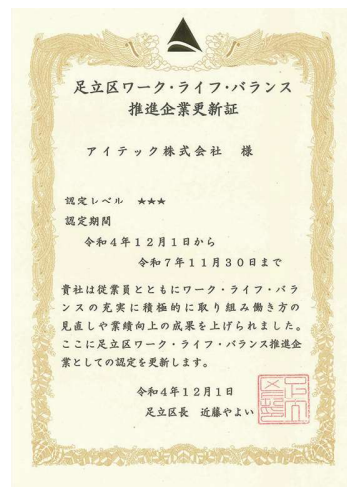 足立区ワーク・ライフ・バランス
推進企業更新証
アイテック株式会社 様
認定レベル ★★★
認定期間
令和4年12月1日から
令和7年11月30日まで
貴社は従業員とともにワーク・ライフ・バラ
ンスの充実に積極的に取り組み働き方の
見直しや業績向上の成果を上げられました。
ここに足立区ワーク・ライフ・バランス推進企
業としての認定を更新します。
令和4年12月1日
足立区長 近藤やよい